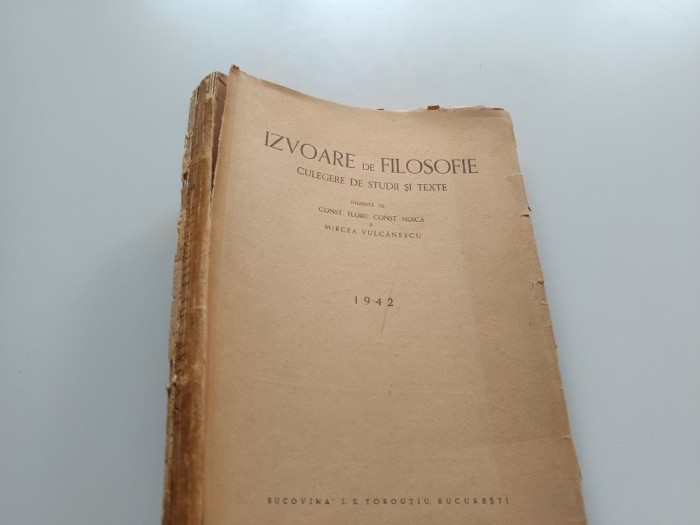 IZVOARE DE FILOSOFIE
CULEGERE DE STUDII ȘI TEXTE
ÎNGRIJITĂ DE
CONST. FLORU, CONST. NOICA
ȘI
MIRCEA VULCĂNESCU
1942
"BUCOVINA" I. E. TOROUȚIU, BUCUREȘTI